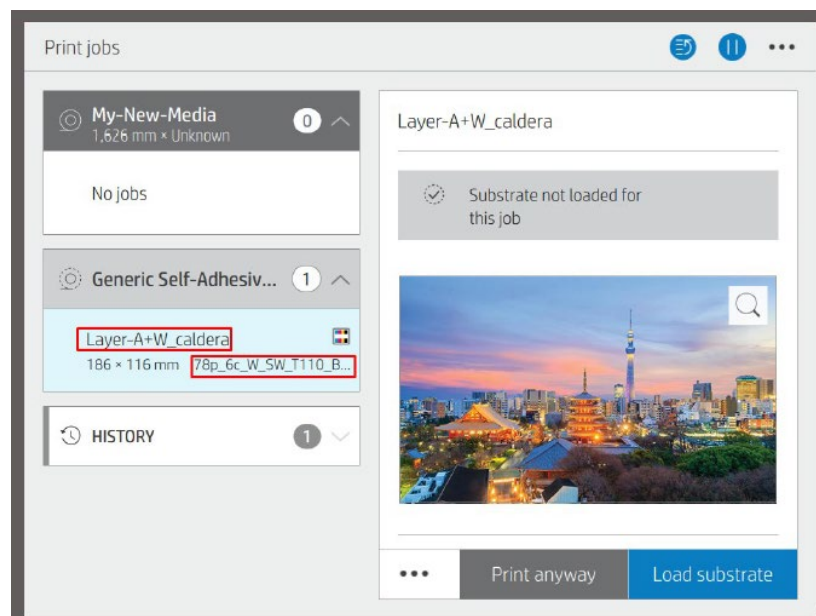 Print jobs
My-New-Media
0
1,626 mm × Unknown
No jobs
Generic Self-Adhesiv...
1
Layer-A+W_caldera
186 × 116 mm 78p_6c_W_SW_T110_B...
HISTORY
1
Layer-A+W_caldera
Substrate not loaded for
this job
Print anyway
Load substrate